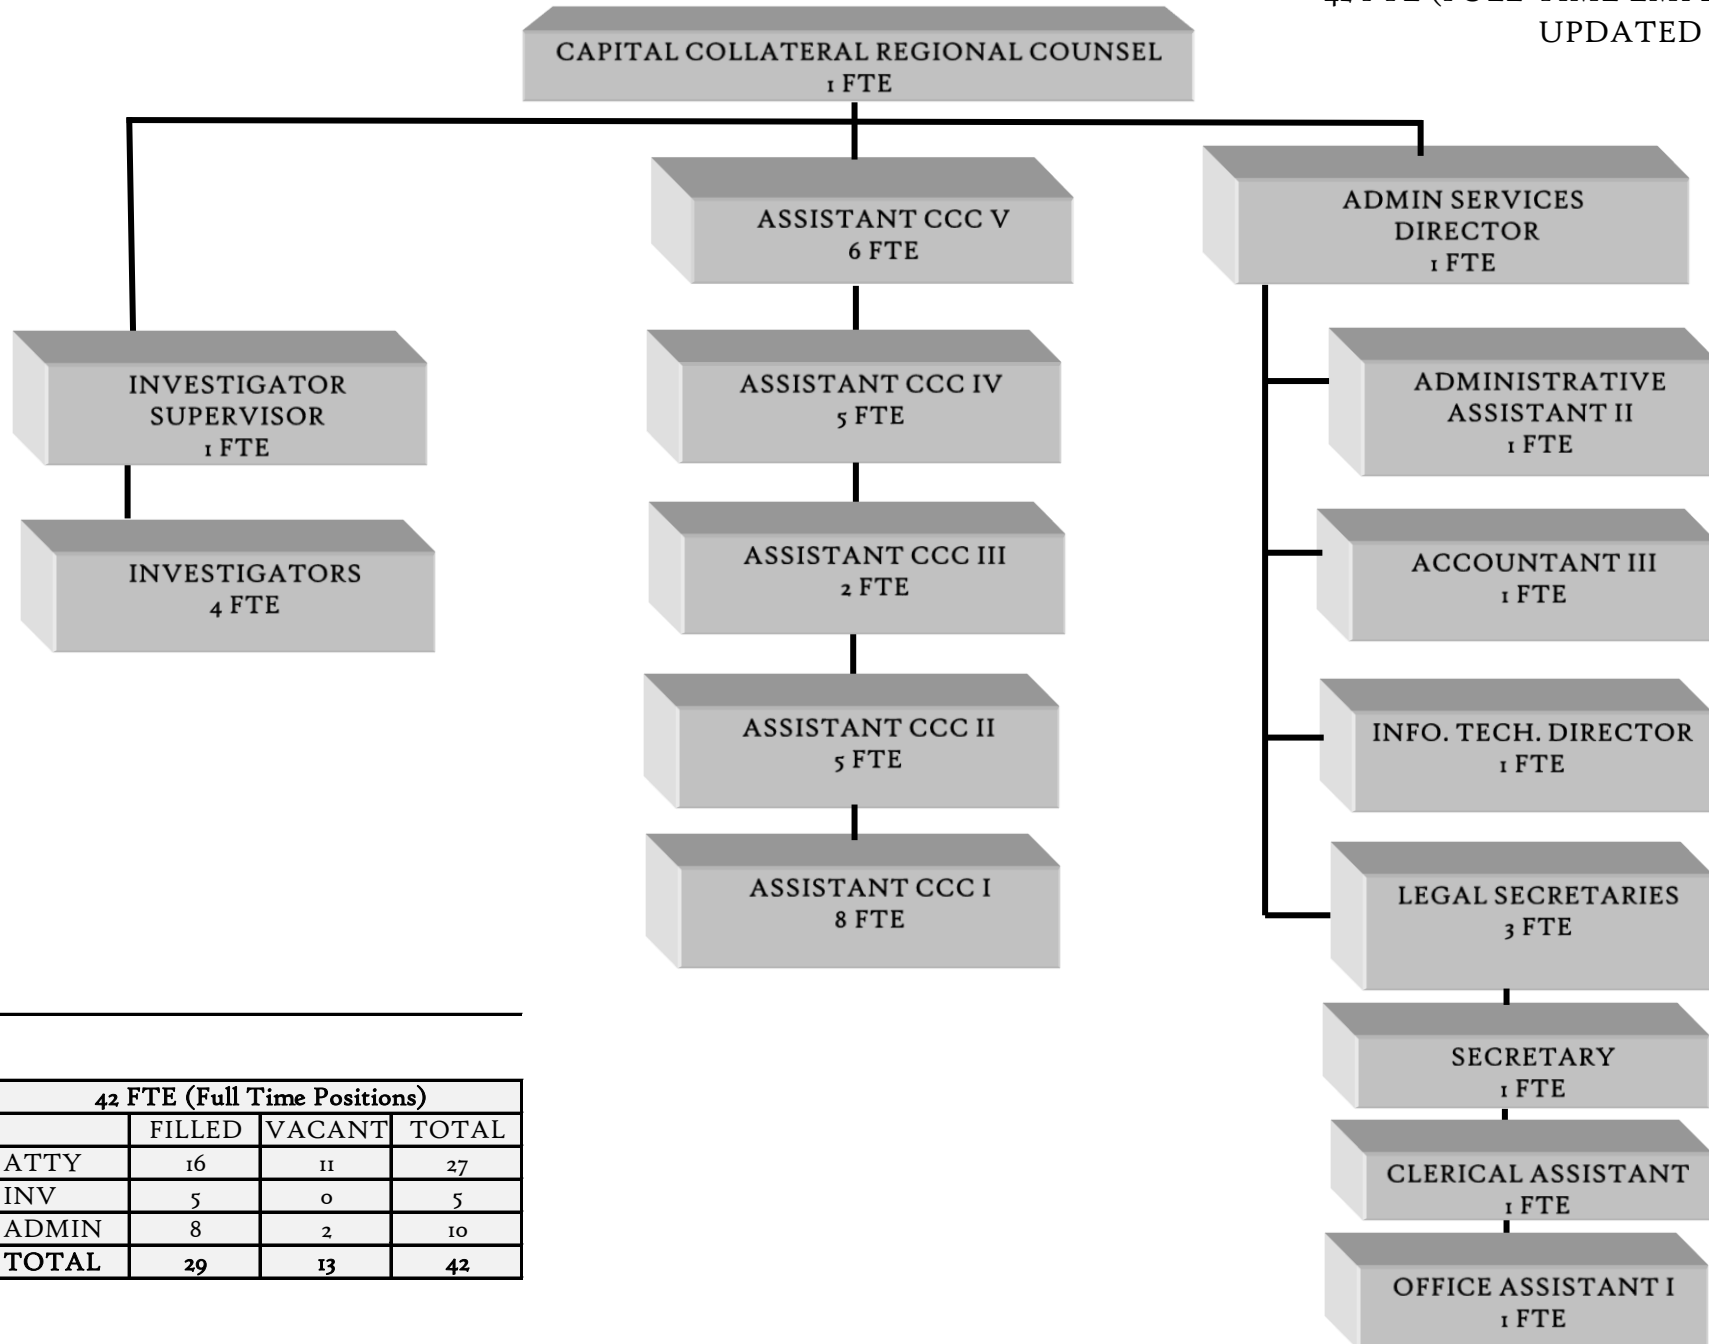 UPDATED
CAPITAL COLLATERAL REGIONAL COUNSEL
1 FTE
ASSISTANT CCC V
6 FTE
ADMIN SERVICES
DIRECTOR
1 FTE
INVESTIGATOR
SUPERVISOR
1 FTE
ASSISTANT CCC IV
5 FTE
ADMINISTRATIVE
ASSISTANT II
1 FTE
INVESTIGATORS
4 FTE
ASSISTANT CCC III
2 FTE
ACCOUNTANT III
1 FTE
ASSISTANT CCC II
5 FTE
INFO. TECH. DIRECTOR
1 FTE
ASSISTANT CCC I
8 FTE
LEGAL SECRETARIES
3 FTE
SECRETARY
1 FTE
CLERICAL ASSISTANT
1 FTE
OFFICE ASSISTANT I
1 FTE
42 FTE (Full Time Positions)
FILLED VACANT TOTAL
ATTY 16 11 27
INV 5 0 5
ADMIN 8 2 10
TOTAL 29 13 42